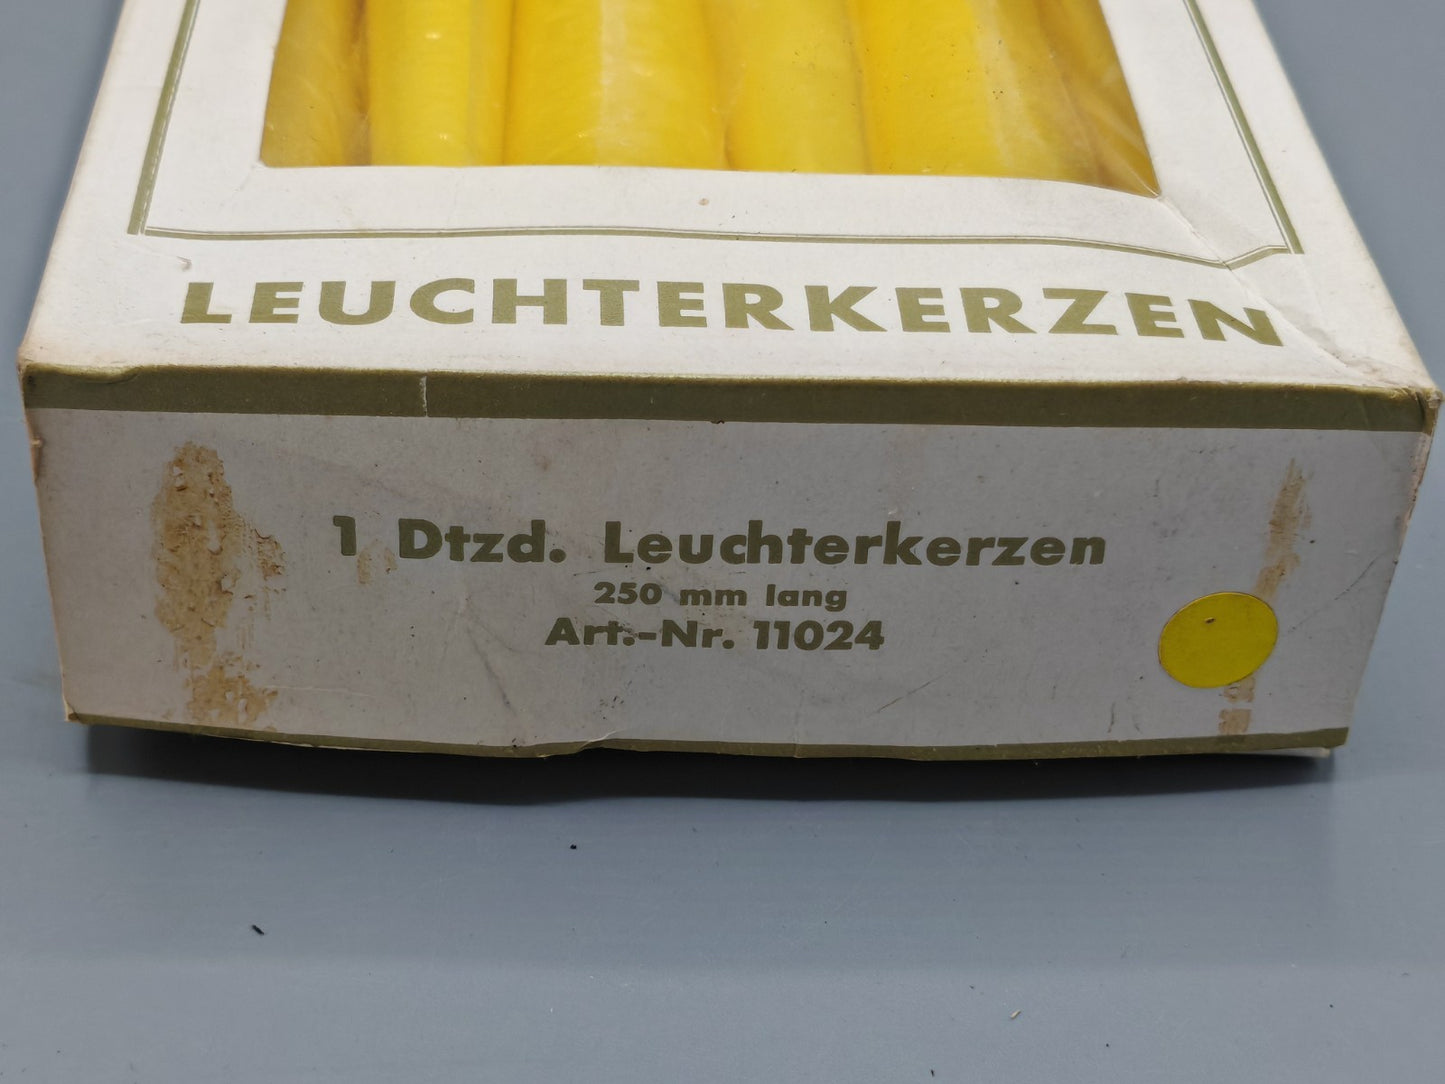 LEUCHTERKERZEN
1 Dtzd. Leuchterkerzen
250 mm lang
Art.-Nr. 11024